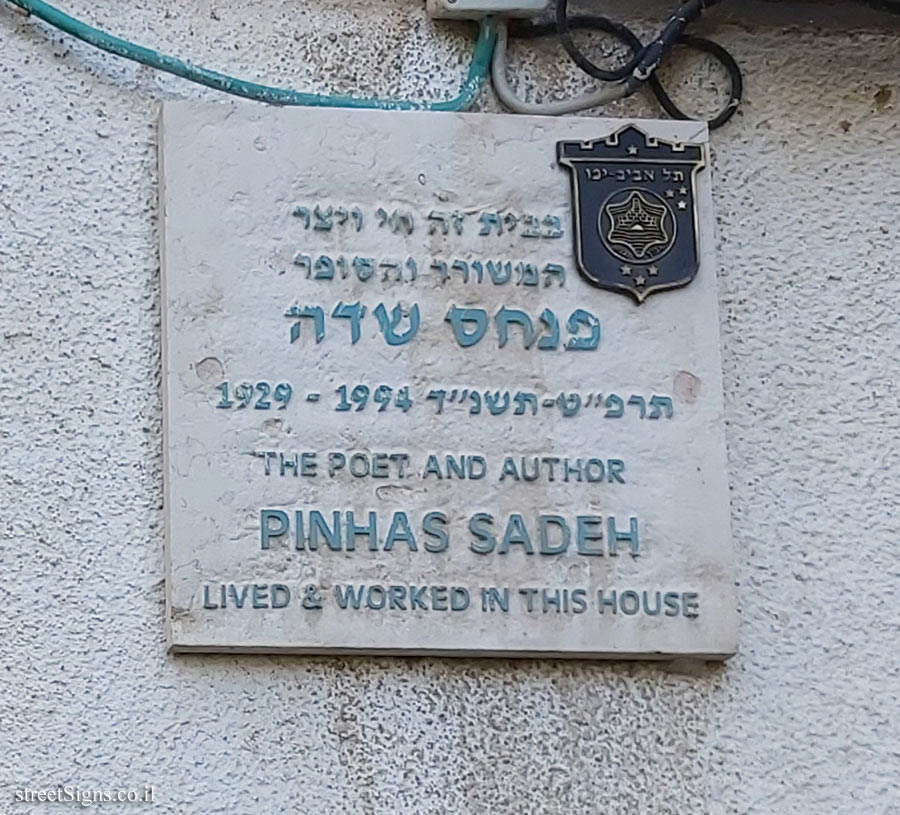 תל אביב-יפו
בבית זה חי ויצר
המשורר והסופר
פנחס שדה
תרפ"ט-תשנ"ד 1929 - 1994
THE POET AND AUTHOR
PINHAS SADEH
LIVED & WORKED IN THIS HOUSE
streetSigns.co.il